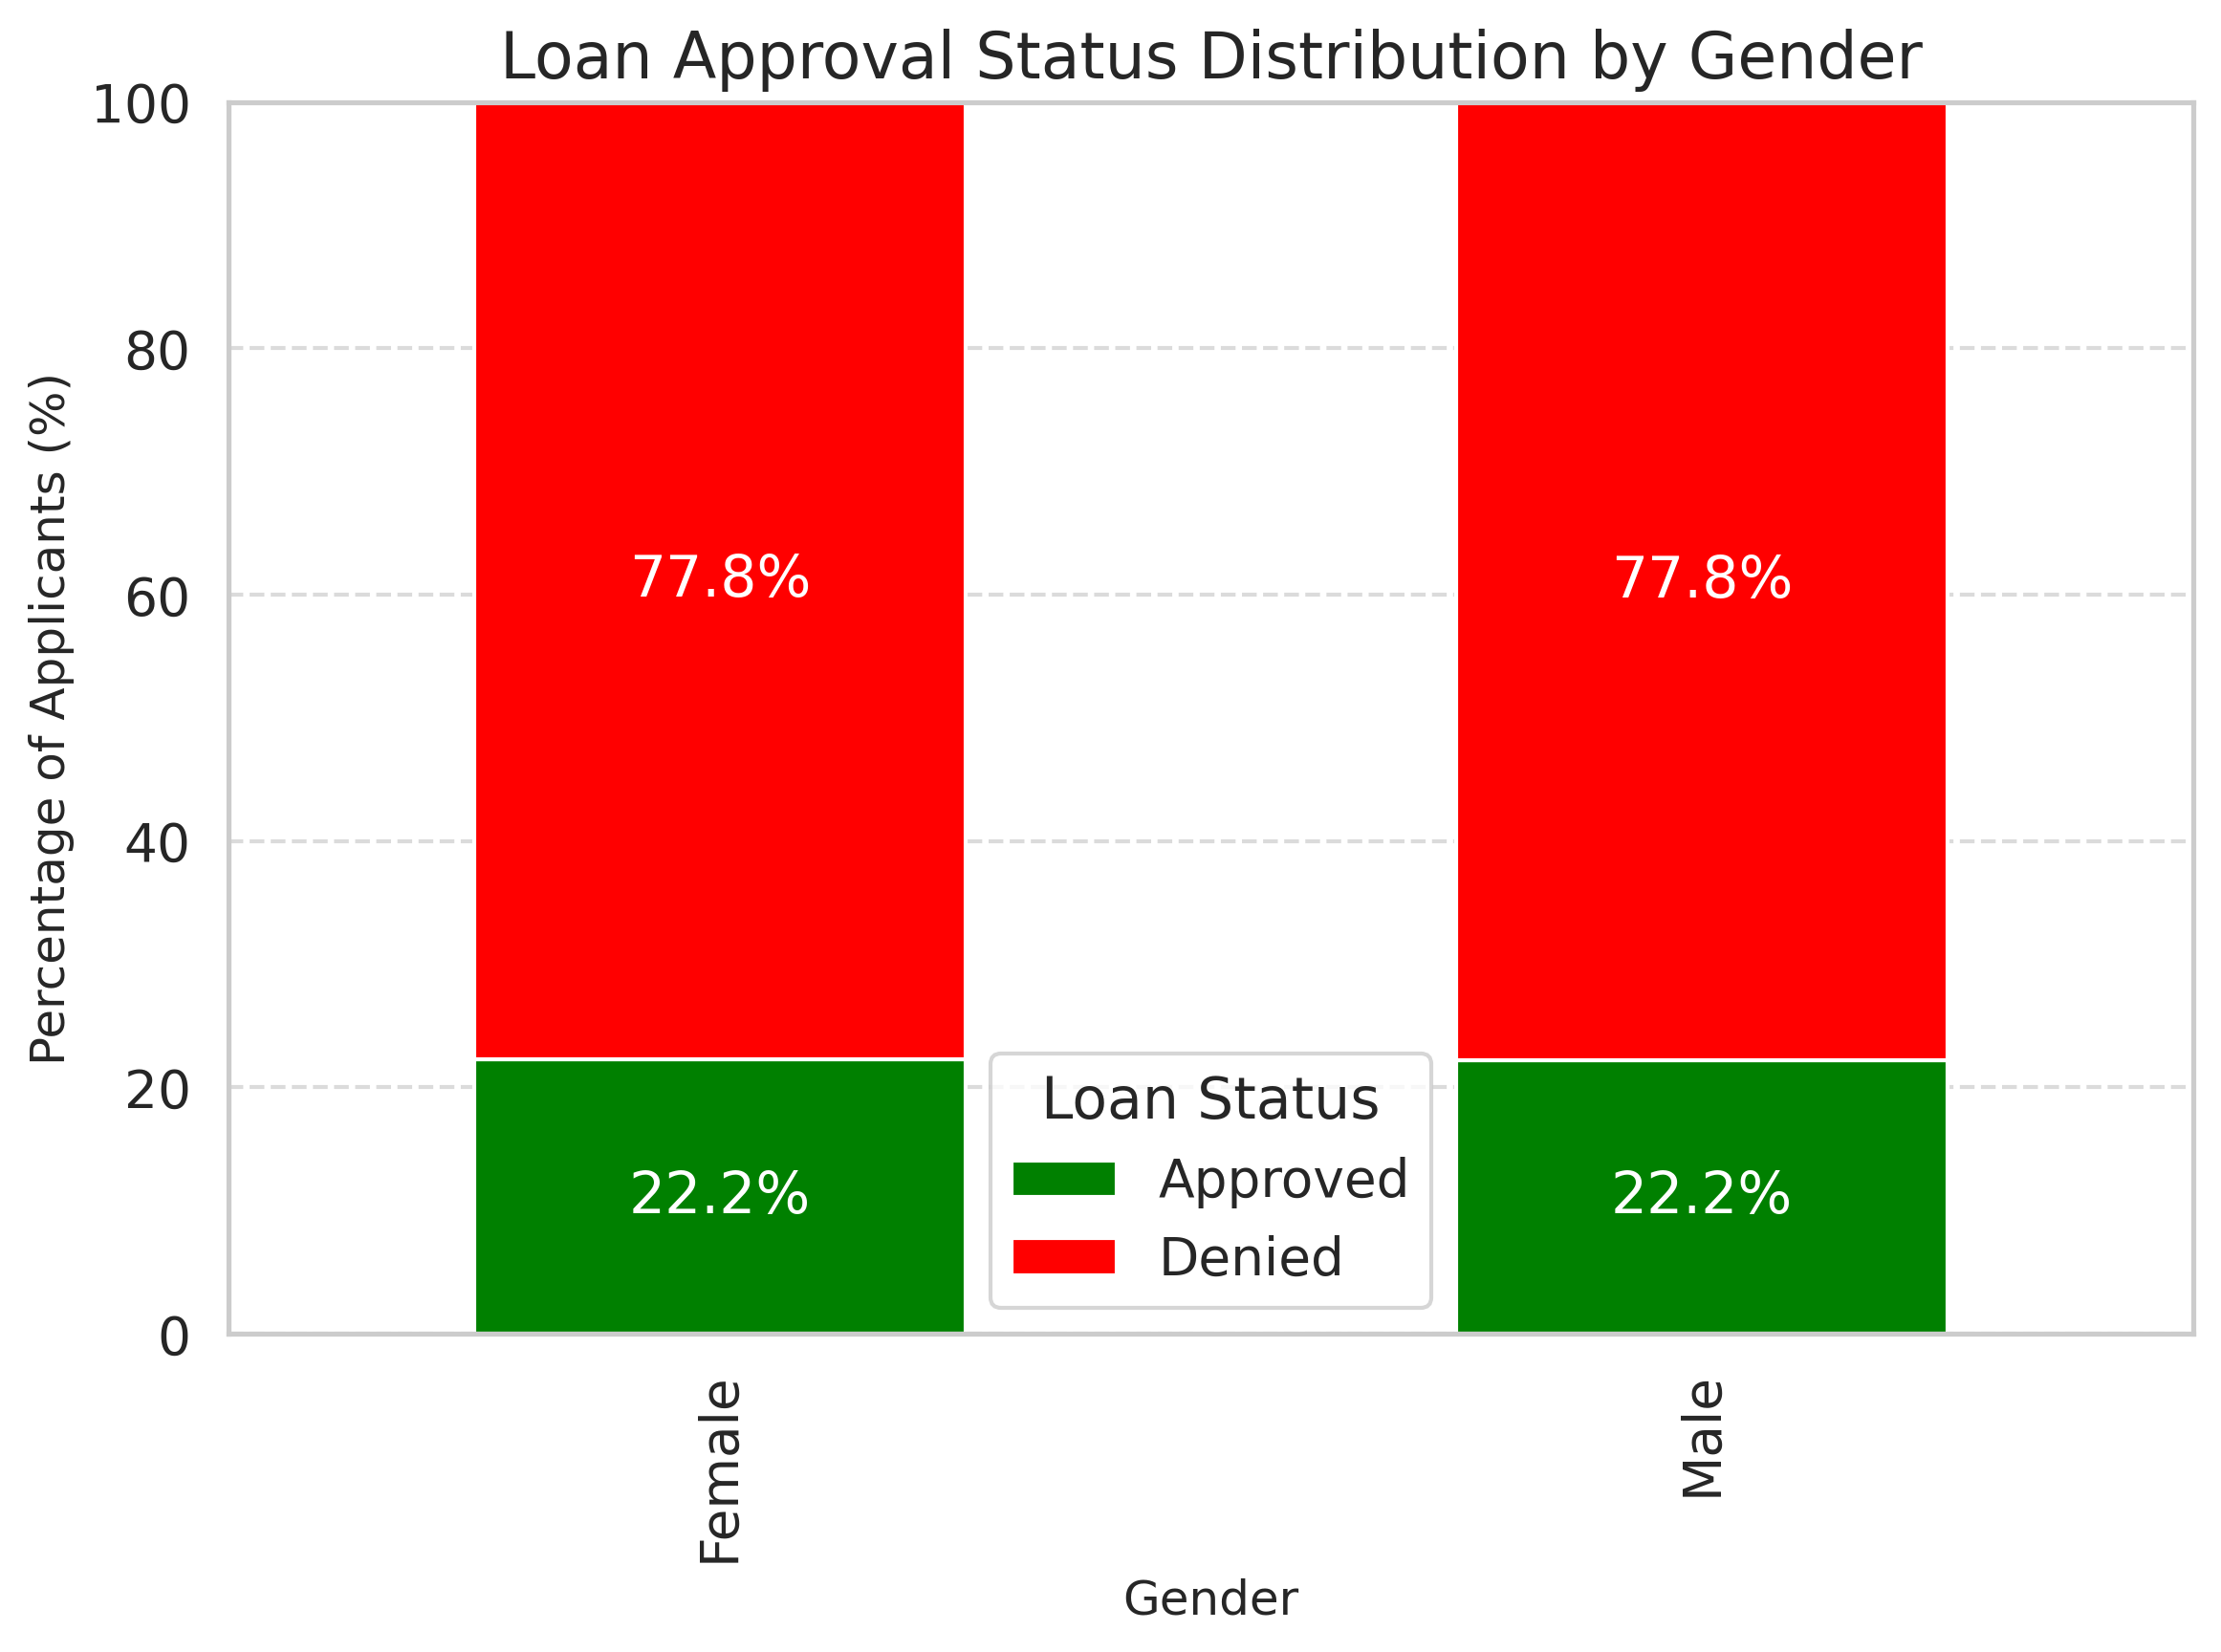 Loan Approval Status Distribution by Gender
Percentage of Applicants (%)
100
80
60
40
20
0
77.8%
77.8%
22.2%
22.2%
Loan Status
Approved
Denied
Female
Male
Gender